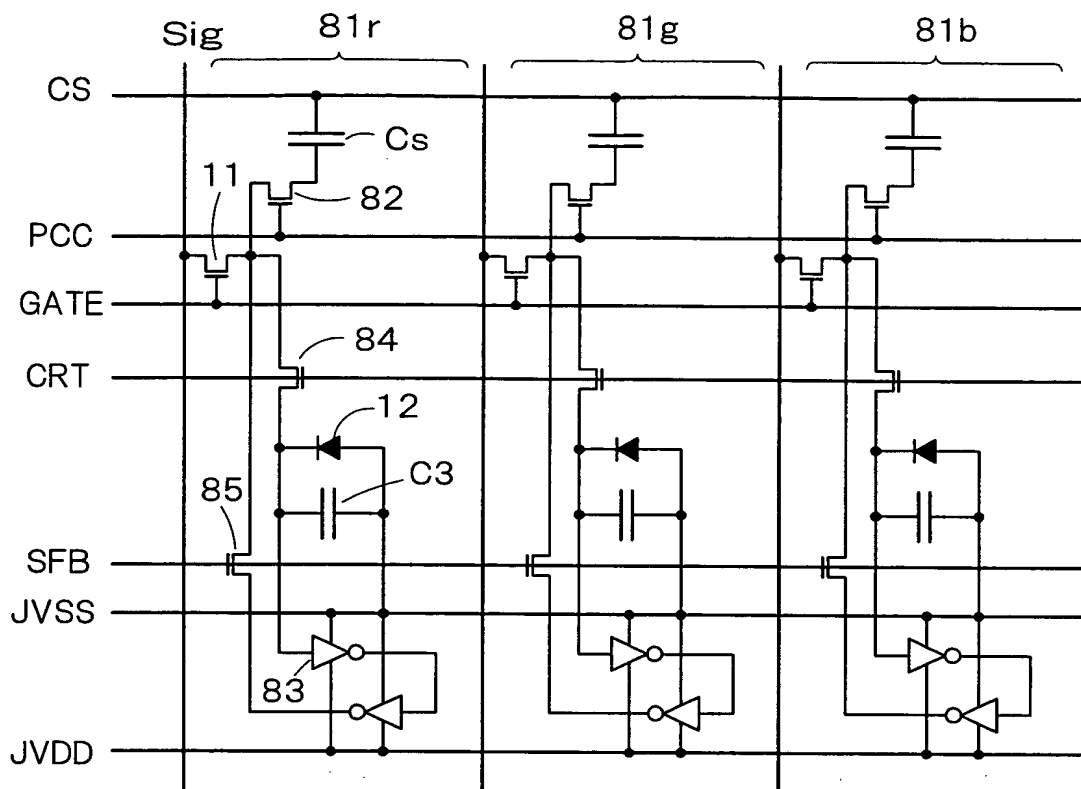 Sig 81r 81g 81b
CS
Cs
11
82
PCC
GATE
84
CRT
12
C3
85
SFB
JVSS
83
JVDD